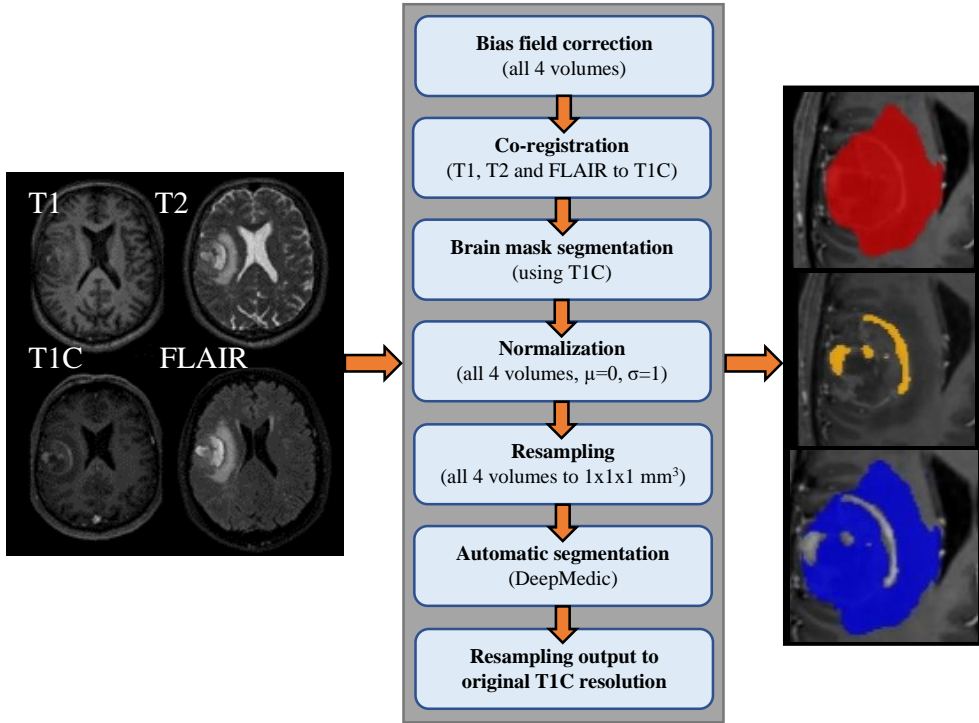 T1 T2
T1C FLAIR
Bias field correction
(all 4 volumes)
Co-registration
(T1, T2 and FLAIR to T1C)
Brain mask segmentation
(using T1C)
Normalization
(all 4 volumes, μ=0, σ=1)
Resampling
(all 4 volumes to 1x1x1 mm³)
Automatic segmentation
(DeepMedic)
Resampling output to
original T1C resolution